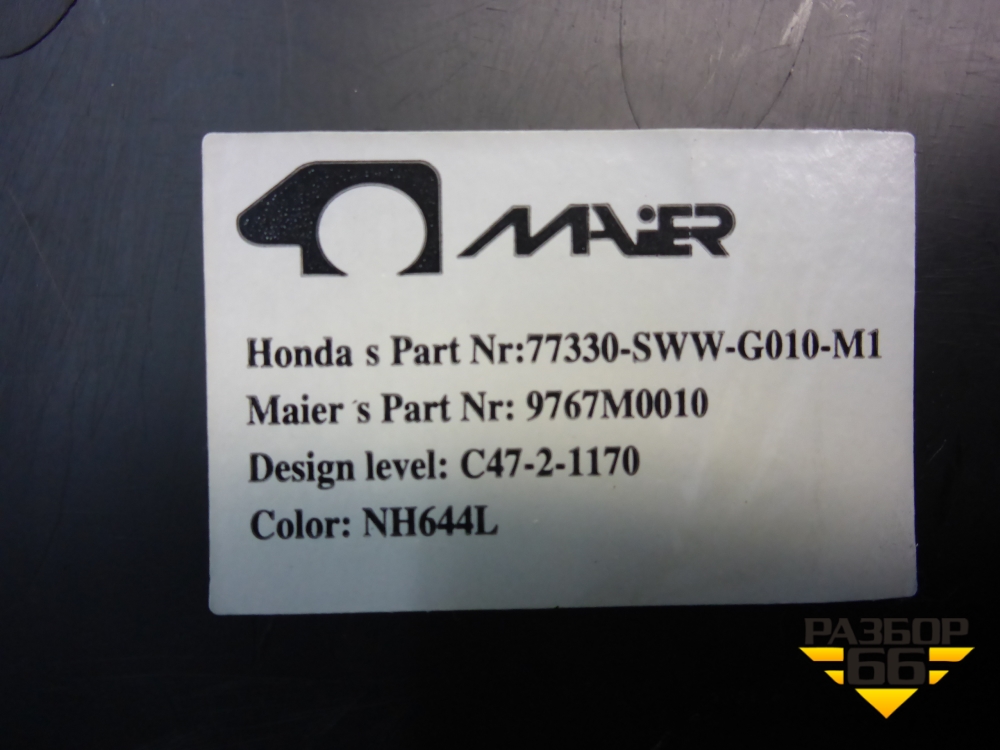 MAiER
Honda s Part Nr:77330-SWW-G010-M1
Maier ´s Part Nr: 9767M0010
Design level: C47-2-1170
Color: NH644L
РАЗБОР
66